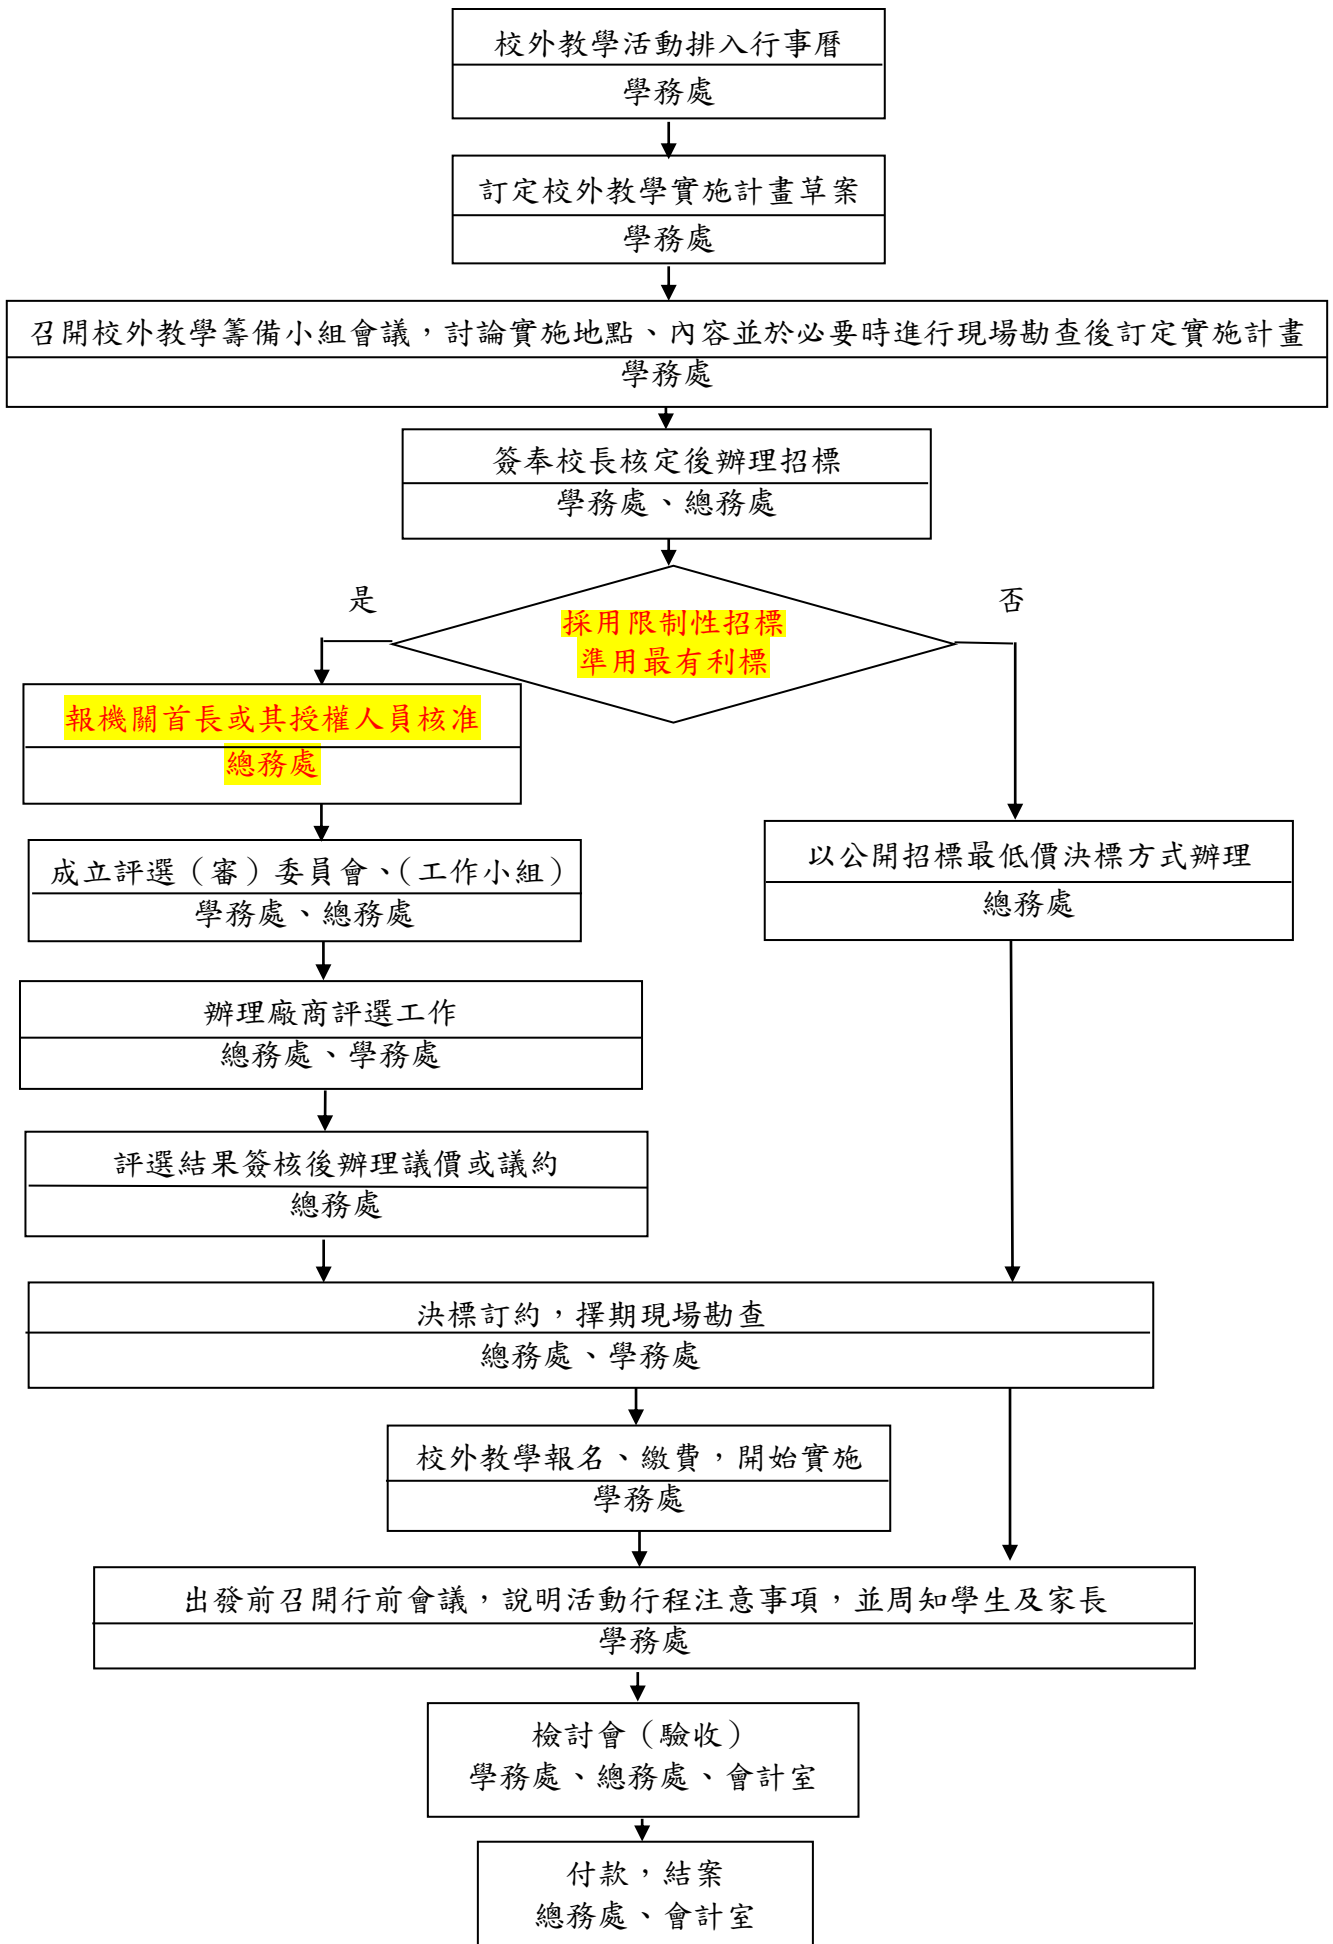 校外教學活動排入行事曆
學務處
訂定校外教學實施計畫草案
學務處
召開校外教學籌備小組會議，討論實施地點、內容並於必要時進行現場勘查後訂定實施計畫
學務處
簽奉校長核定後辦理招標
學務處、總務處
是
否
採用限制性招標
準用最有利標
報機關首長或其授權人員核准
總務處
成立評選（審）委員會、（工作小組）
學務處、總務處
以公開招標最低價決標方式辦理
總務處
辦理廠商評選工作
總務處、學務處
評選結果簽核後辦理議價或議約
總務處
決標訂約，擇期現場勘查
總務處、學務處
校外教學報名、繳費，開始實施
學務處
出發前召開行前會議，說明活動行程注意事項，並周知學生及家長
學務處
檢討會（驗收）
學務處、總務處、會計室
付款，結案
總務處、會計室